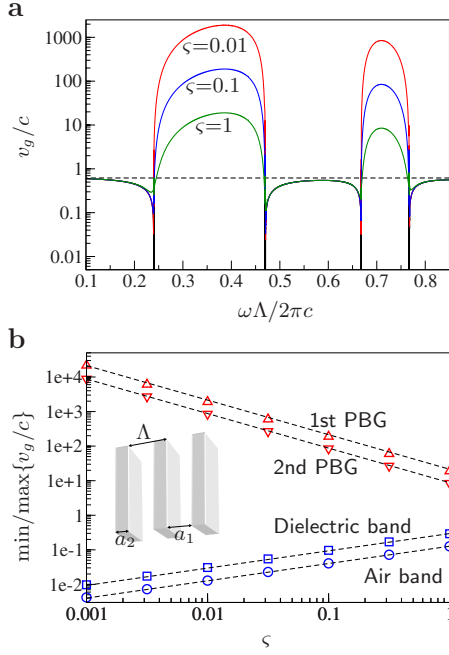 a
1000
100
10
1
0.1
0.01
v_g/c
ς=0.01
ς=0.1
ς=1
0.1 0.2 0.3 0.4 0.5 0.6 0.7 0.8
ωΛ/2πc
b
1e+4
1e+3
1e+2
1e+1
1
1e-1
1e-2
min/max{v_g/c}
1st PBG
2nd PBG
Λ
a_2
a_1
Dielectric band
Air band
0.001 0.01 0.1 1
ς